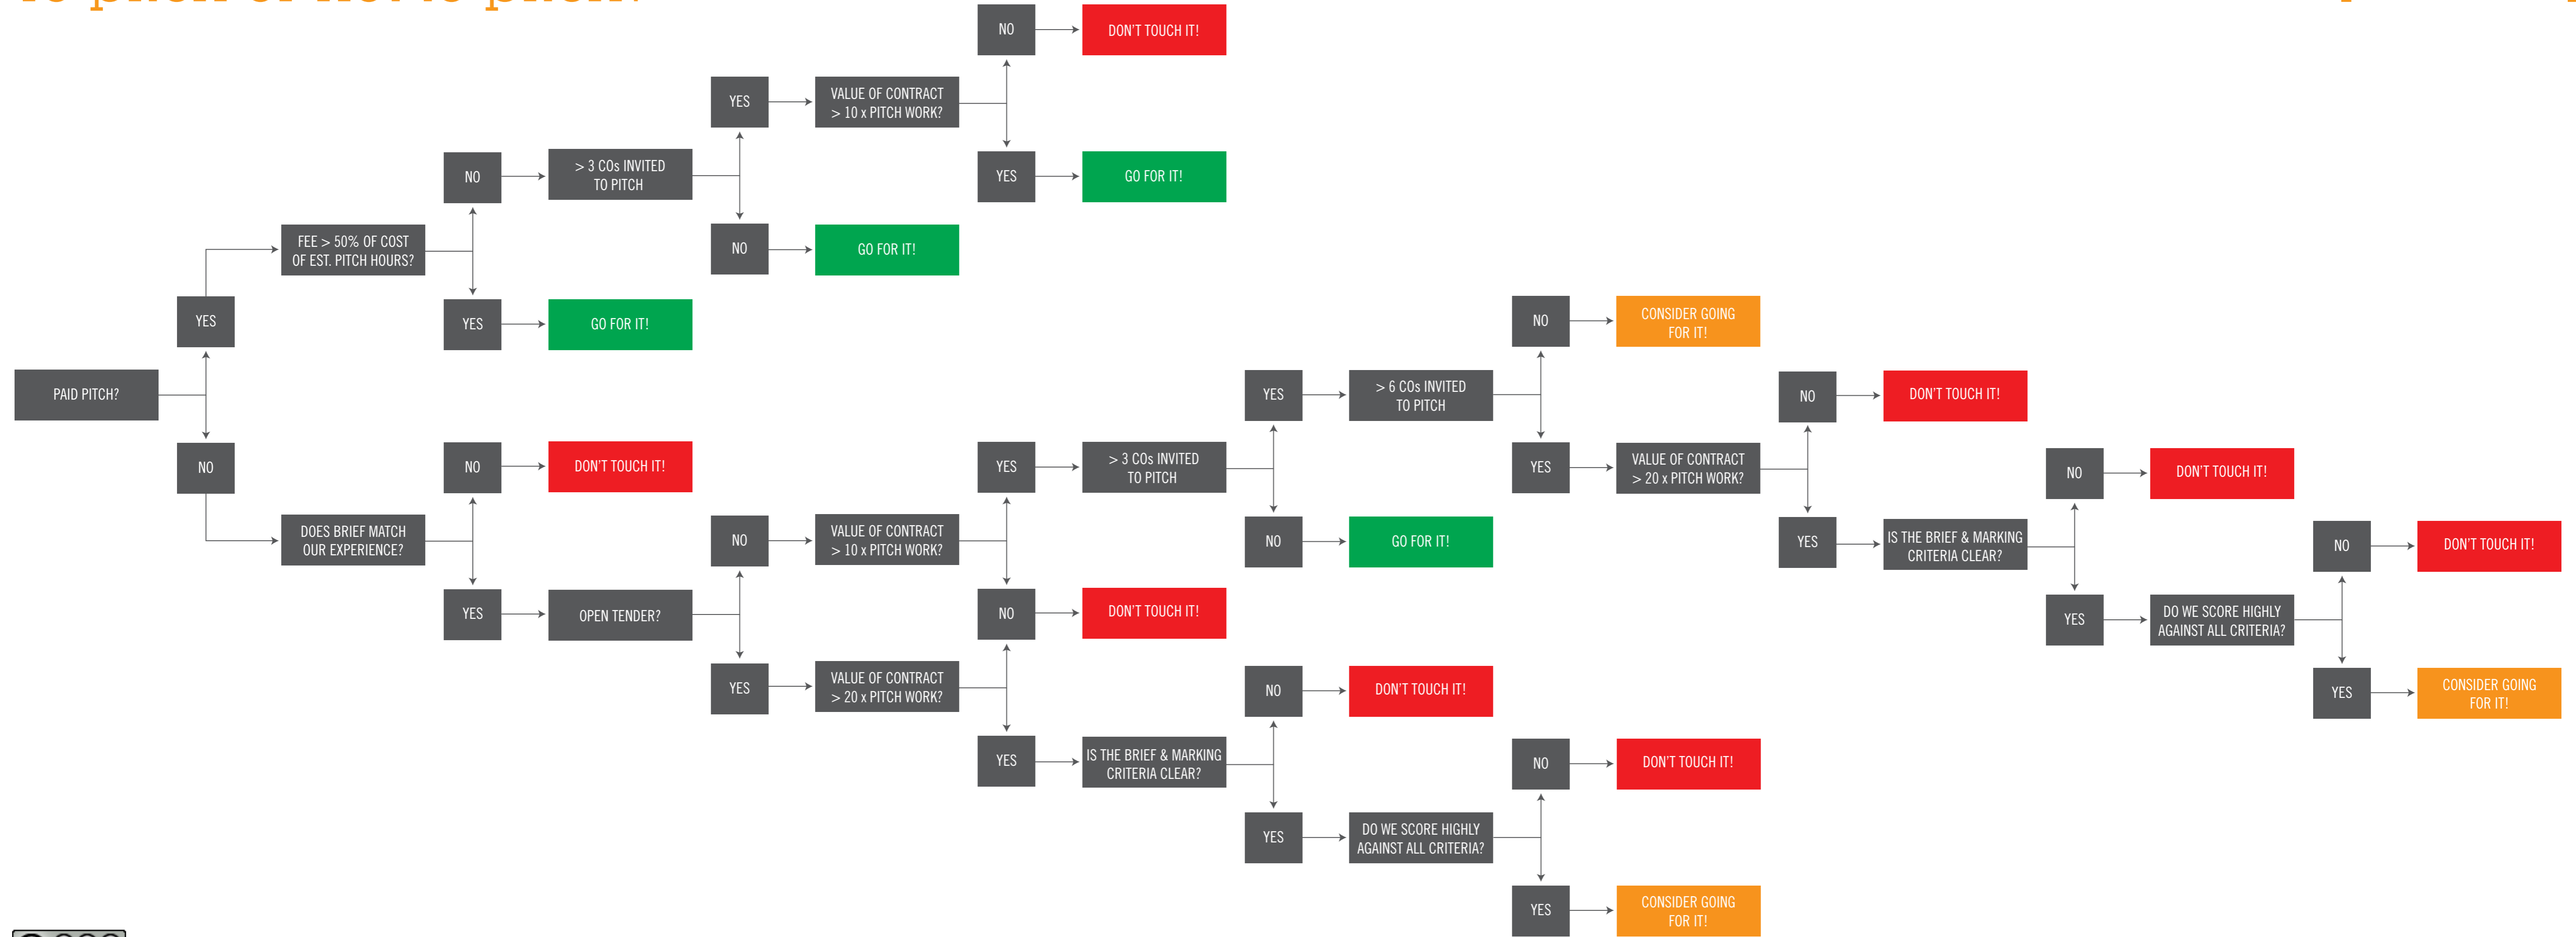 To pitch or not to pitch?
NO
DON'T TOUCH IT!
YES
VALUE OF CONTRACT
> 10 x PITCH WORK?
NO
> 3 COs INVITED
TO PITCH
YES
GO FOR IT!
FEE > 50% OF COST
OF EST. PITCH HOURS?
NO
GO FOR IT!
YES
YES
GO FOR IT!
NO
CONSIDER GOING
FOR IT!
PAID PITCH?
YES
> 6 COs INVITED
TO PITCH
NO
DON'T TOUCH IT!
NO
NO
DON'T TOUCH IT!
YES
> 3 COs INVITED
TO PITCH
YES
VALUE OF CONTRACT
> 20 x PITCH WORK?
NO
DON'T TOUCH IT!
DOES BRIEF MATCH
OUR EXPERIENCE?
NO
VALUE OF CONTRACT
> 10 x PITCH WORK?
NO
GO FOR IT!
YES
IS THE BRIEF & MARKING
CRITERIA CLEAR?
NO
DON'T TOUCH IT!
YES
OPEN TENDER?
NO
DON'T TOUCH IT!
YES
DO WE SCORE HIGHLY
AGAINST ALL CRITERIA?
YES
VALUE OF CONTRACT
> 20 x PITCH WORK?
NO
DON'T TOUCH IT!
YES
CONSIDER GOING
FOR IT!
YES
IS THE BRIEF & MARKING
CRITERIA CLEAR?
NO
DON'T TOUCH IT!
YES
DO WE SCORE HIGHLY
AGAINST ALL CRITERIA?
YES
CONSIDER GOING
FOR IT!